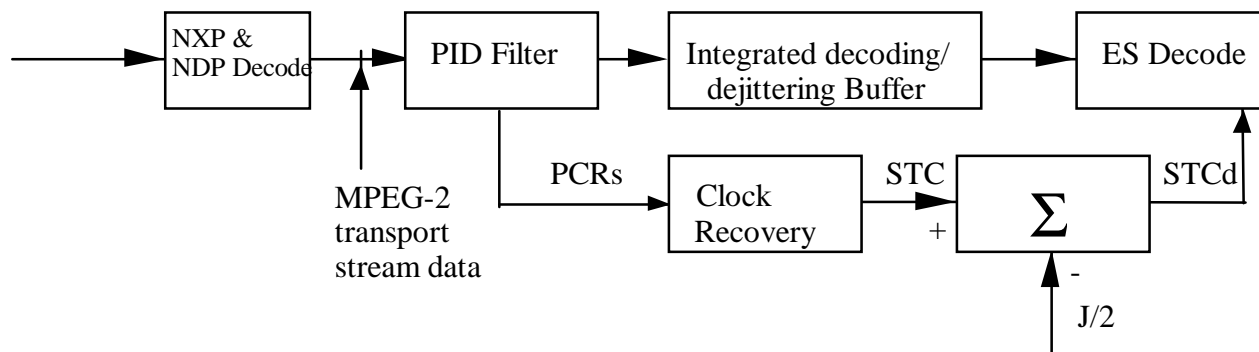 NXP &
NDP Decode
PID Filter
Integrated decoding/
dejittering Buffer
ES Decode
MPEG-2
transport
stream data
PCRs
Clock
Recovery
STC
+
Σ
STCd
-
J/2